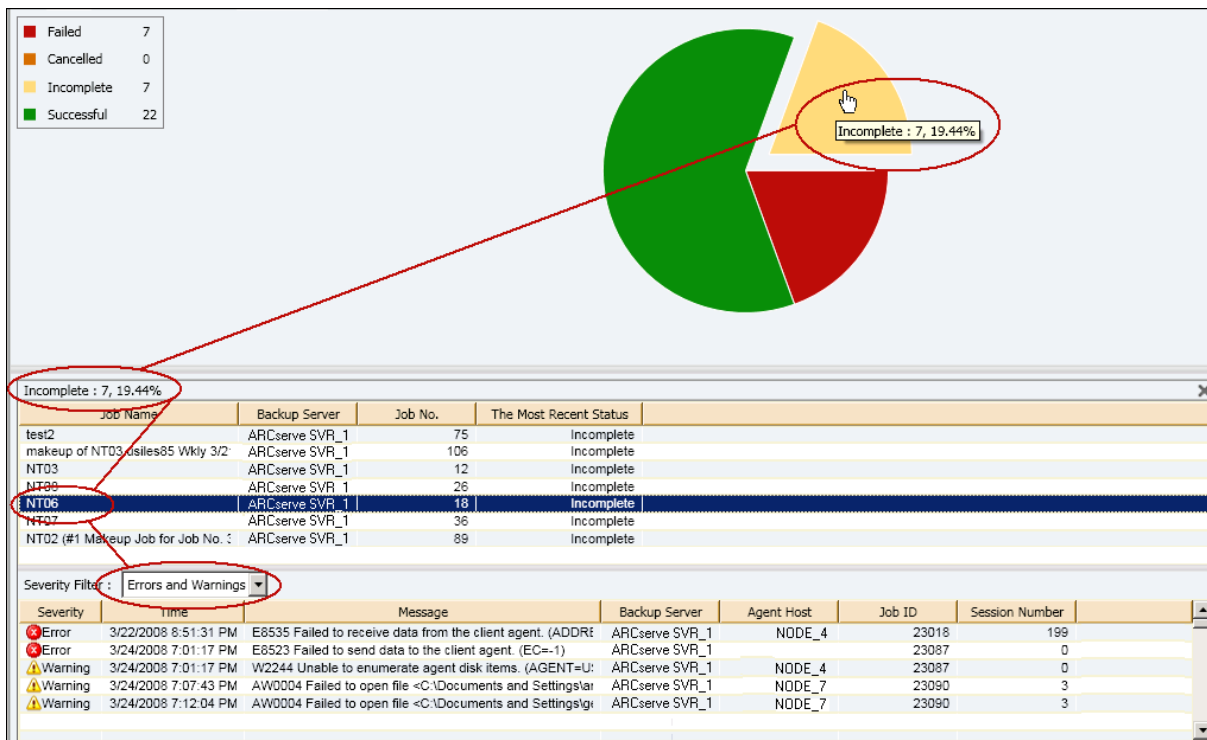 Failed 7
Cancelled 0
Incomplete 7
Successful 22
Incomplete : 7, 19.44%
Incomplete : 7, 19.44%
Job Name Backup Server Job No. The Most Recent Status
test2 ARCserve SVR_1 75 Incomplete
makeup of NT03 usiles85 Wkly 3/2 ARCserve SVR_1 106 Incomplete
NT03 ARCserve SVR_1 12 Incomplete
ARCserve SVR_1 26 Incomplete
NT06 ARCserve SVR_1 18 Incomplete
NT07 ARCserve SVR_1 36 Incomplete
NT02 (#1 Makeup Job for Job No. 3 ARCserve SVR_1 89 Incomplete
Severity Filter : Errors and Warnings
Severity Time Message Backup Server Agent Host Job ID Session Number
Error 3/22/2008 8:51:31 PM E8535 Failed to receive data from the client agent. (ADDRE ARCserve SVR_1 NODE_4 23018 199
Error 3/24/2008 7:01:17 PM E8523 Failed to send data to the client agent. (EC=-1) ARCserve SVR_1 23087 0
Warning 3/24/2008 7:01:17 PM W2244 Unable to enumerate agent disk items. (AGENT=U ARCserve SVR_1 NODE_4 23087 0
Warning 3/24/2008 7:07:43 PM AW0004 Failed to open file <C:\Documents and Settings\ar ARCserve SVR_1 NODE_7 23090 3
Warning 3/24/2008 7:12:04 PM AW0004 Failed to open file <C:\Documents and Settings\ge ARCserve SVR_1 NODE_7 23090 3